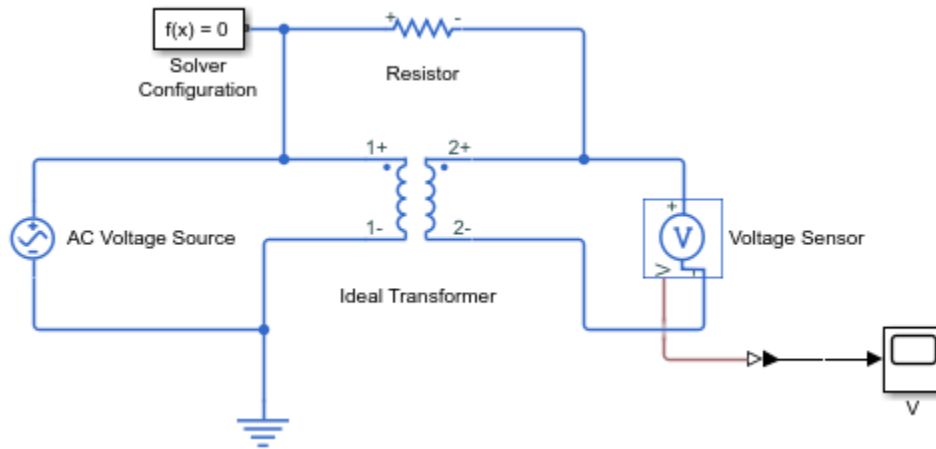 f(x) = 0
Solver
Configuration
+ -
Resistor
1+ 2+
AC Voltage Source
+
V
Voltage Sensor
1- 2-
V -
Ideal Transformer
V